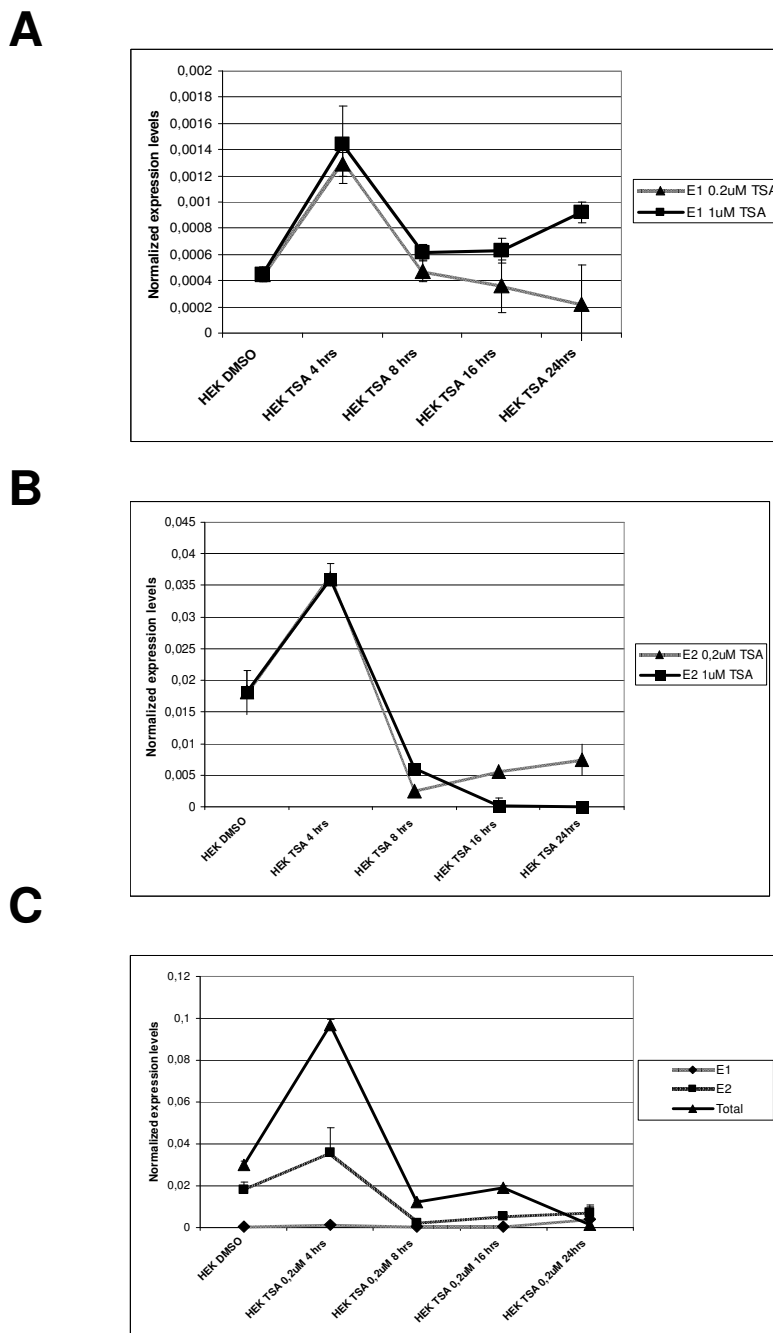 A
0,002
0,0018
0,0016
0,0014
0,0012
0,001
0,0008
0,0006
0,0004
0,0002
0
Normalized expression levels
HEK DMSO
HEK TSA 4 hrs
HEK TSA 8 hrs
HEK TSA 16 hrs
HEK TSA 24hrs
E1 0.2uM TSA
E1 1uM TSA
B
0,045
0,04
0,035
0,03
0,025
0,02
0,015
0,01
0,005
0
Normalized expression levels
HEK DMSO
HEK TSA 4 hrs
HEK TSA 8 hrs
HEK TSA 16 hrs
HEK TSA 24hrs
E2 0,2uM TSA
E2 1uM TSA
C
0,12
0,1
0,08
0,06
0,04
0,02
0
Normalized expression levels
HEK DMSO
HEK TSA 0,2uM 4 hrs
HEK TSA 0,2uM 8 hrs
HEK TSA 0,2uM 16 hrs
HEK TSA 0,2uM 24hrs
E1
E2
Total